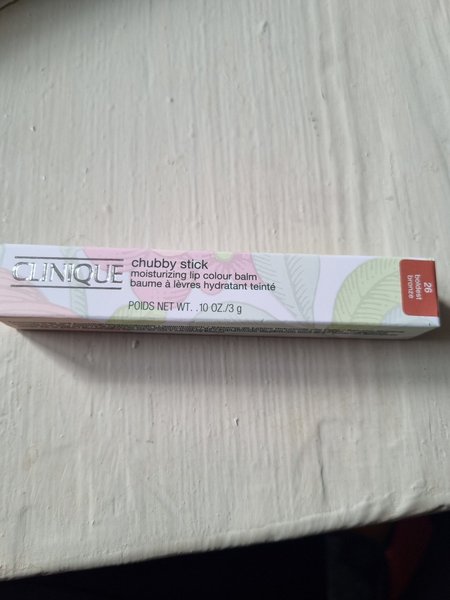 CLINIQUE
chubby stick
moisturizing lip colour balm
baume à lèvres hydratant teinté
POIDS NET WT. .10 OZ./3 g
26
boldest
bronze